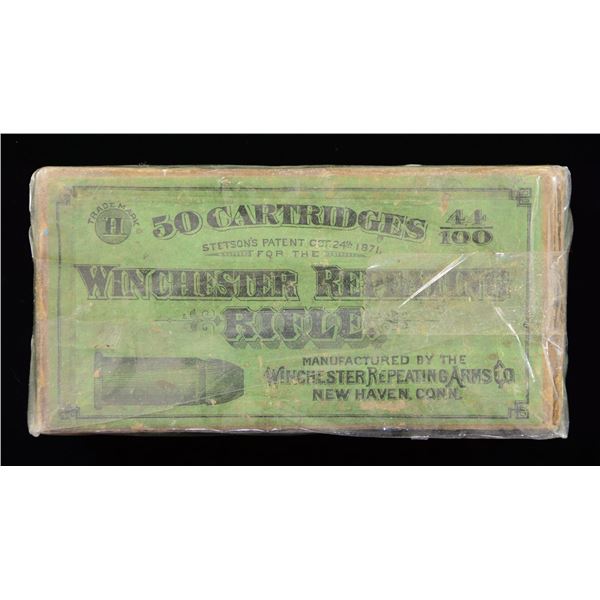 TRADE MARK
H
50 CARTRIDGES 44/100
STETSON'S PATENT OCT. 24th 1871,
FOR THE
WINCHESTER REPEATING
RIFLE.
MANUFACTURED BY THE
WINCHESTER REPEATING ARMS CO.
NEW HAVEN, CONN.